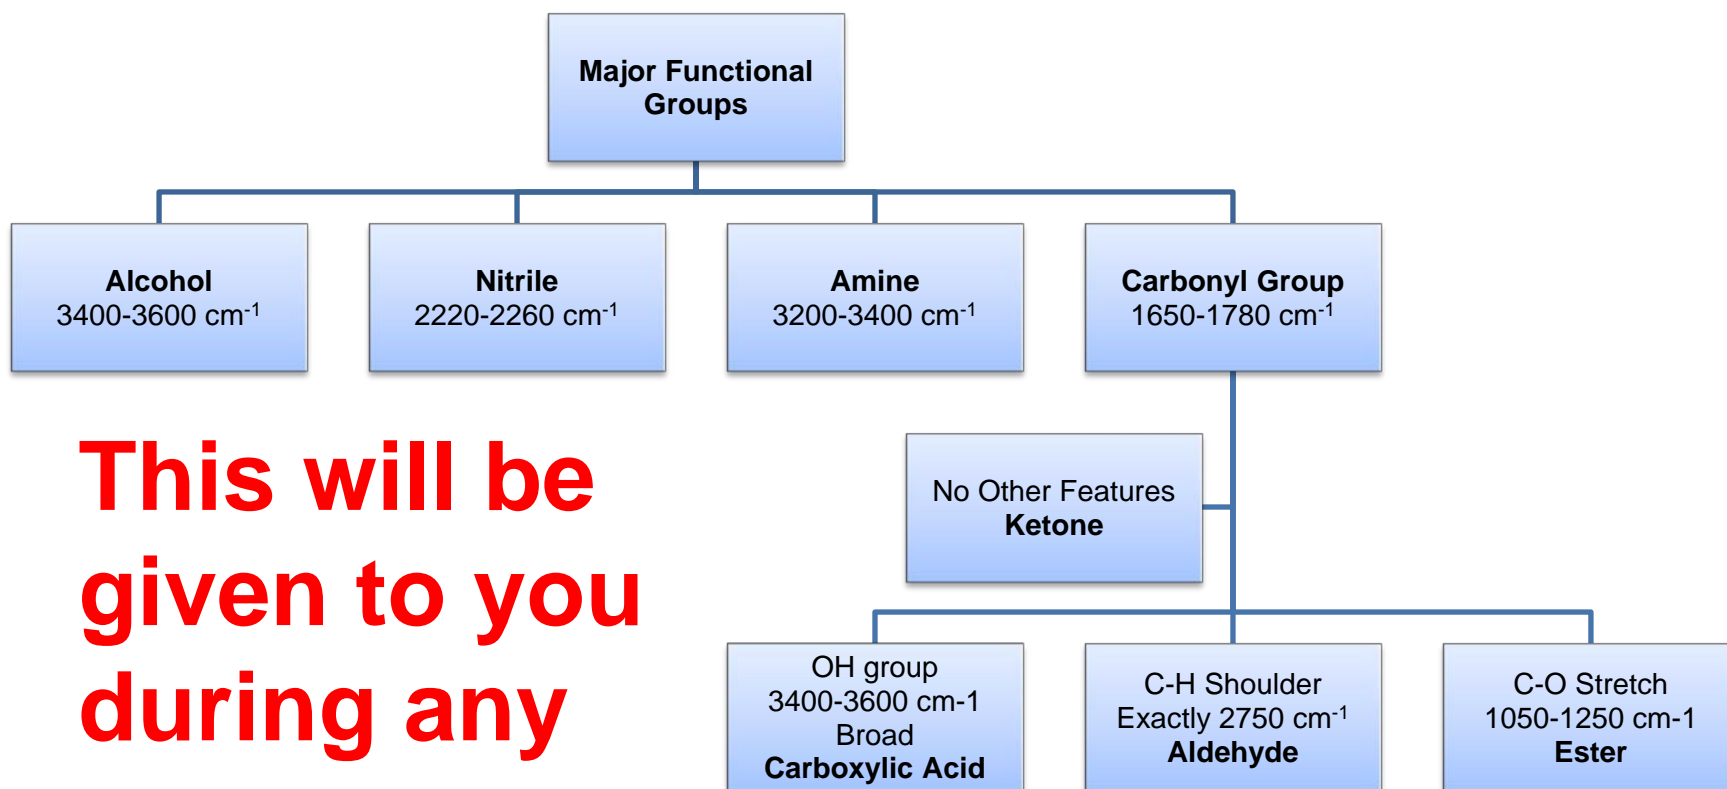 Major Functional
Groups
Alcohol
3400-3600 cm-1
Nitrile
2220-2260 cm-1
Amine
3200-3400 cm-1
Carbonyl Group
1650-1780 cm-1
This will be
given to you
during any
No Other Features
Ketone
OH group
3400-3600 cm-1
Broad
Carboxylic Acid
C-H Shoulder
Exactly 2750 cm-1
Aldehyde
C-O Stretch
1050-1250 cm-1
Ester